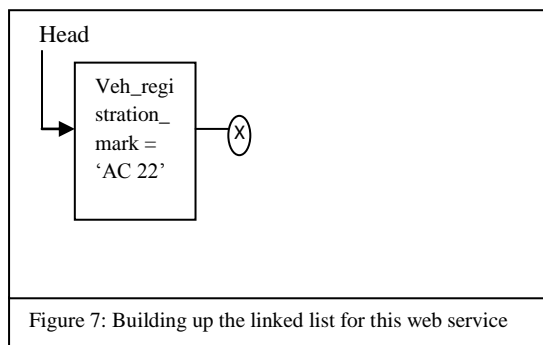 Head
Veh_regi
stration_
mark =
‘AC 22’
X
Figure 7: Building up the linked list for this web service